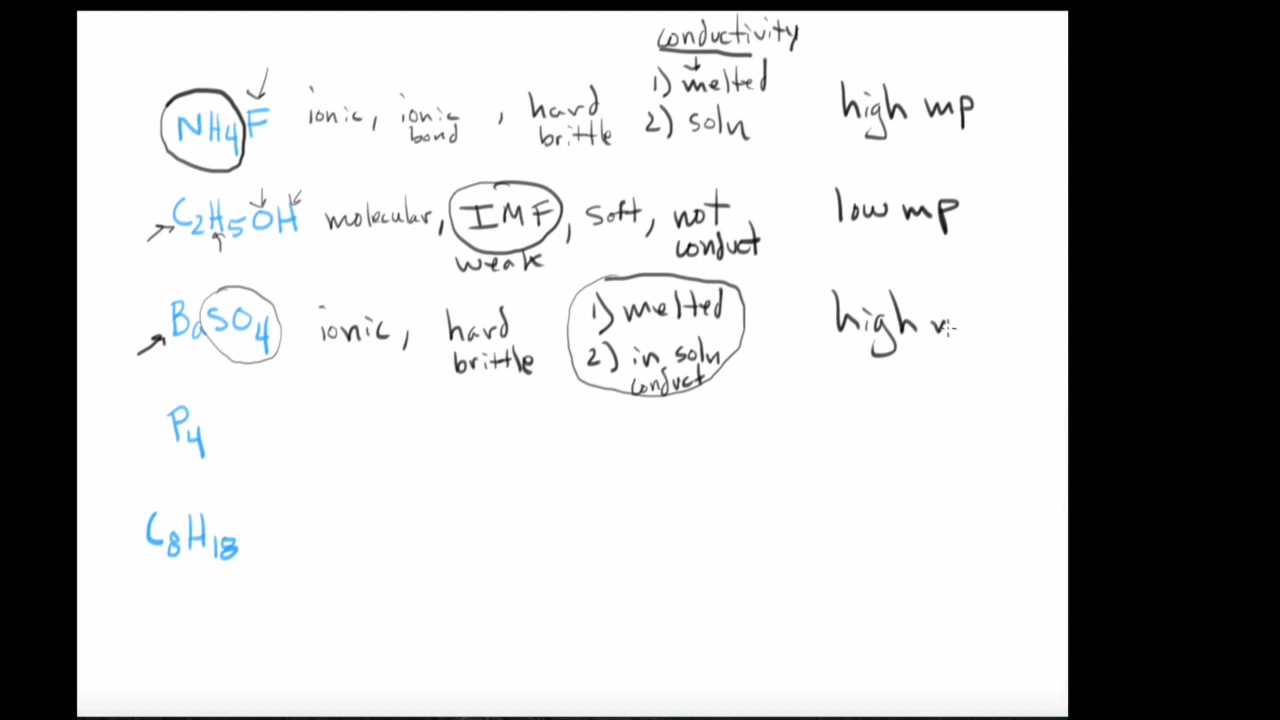 conductivity
NH4F ionic, ionic bond, hard brittle 1) melted 2) soln high mp
C2H5OH molecular, IMF weak, soft, not conduct low mp
BaSO4 ionic, hard brittle 1) melted 2) in soln conduct high
P4
C8H18